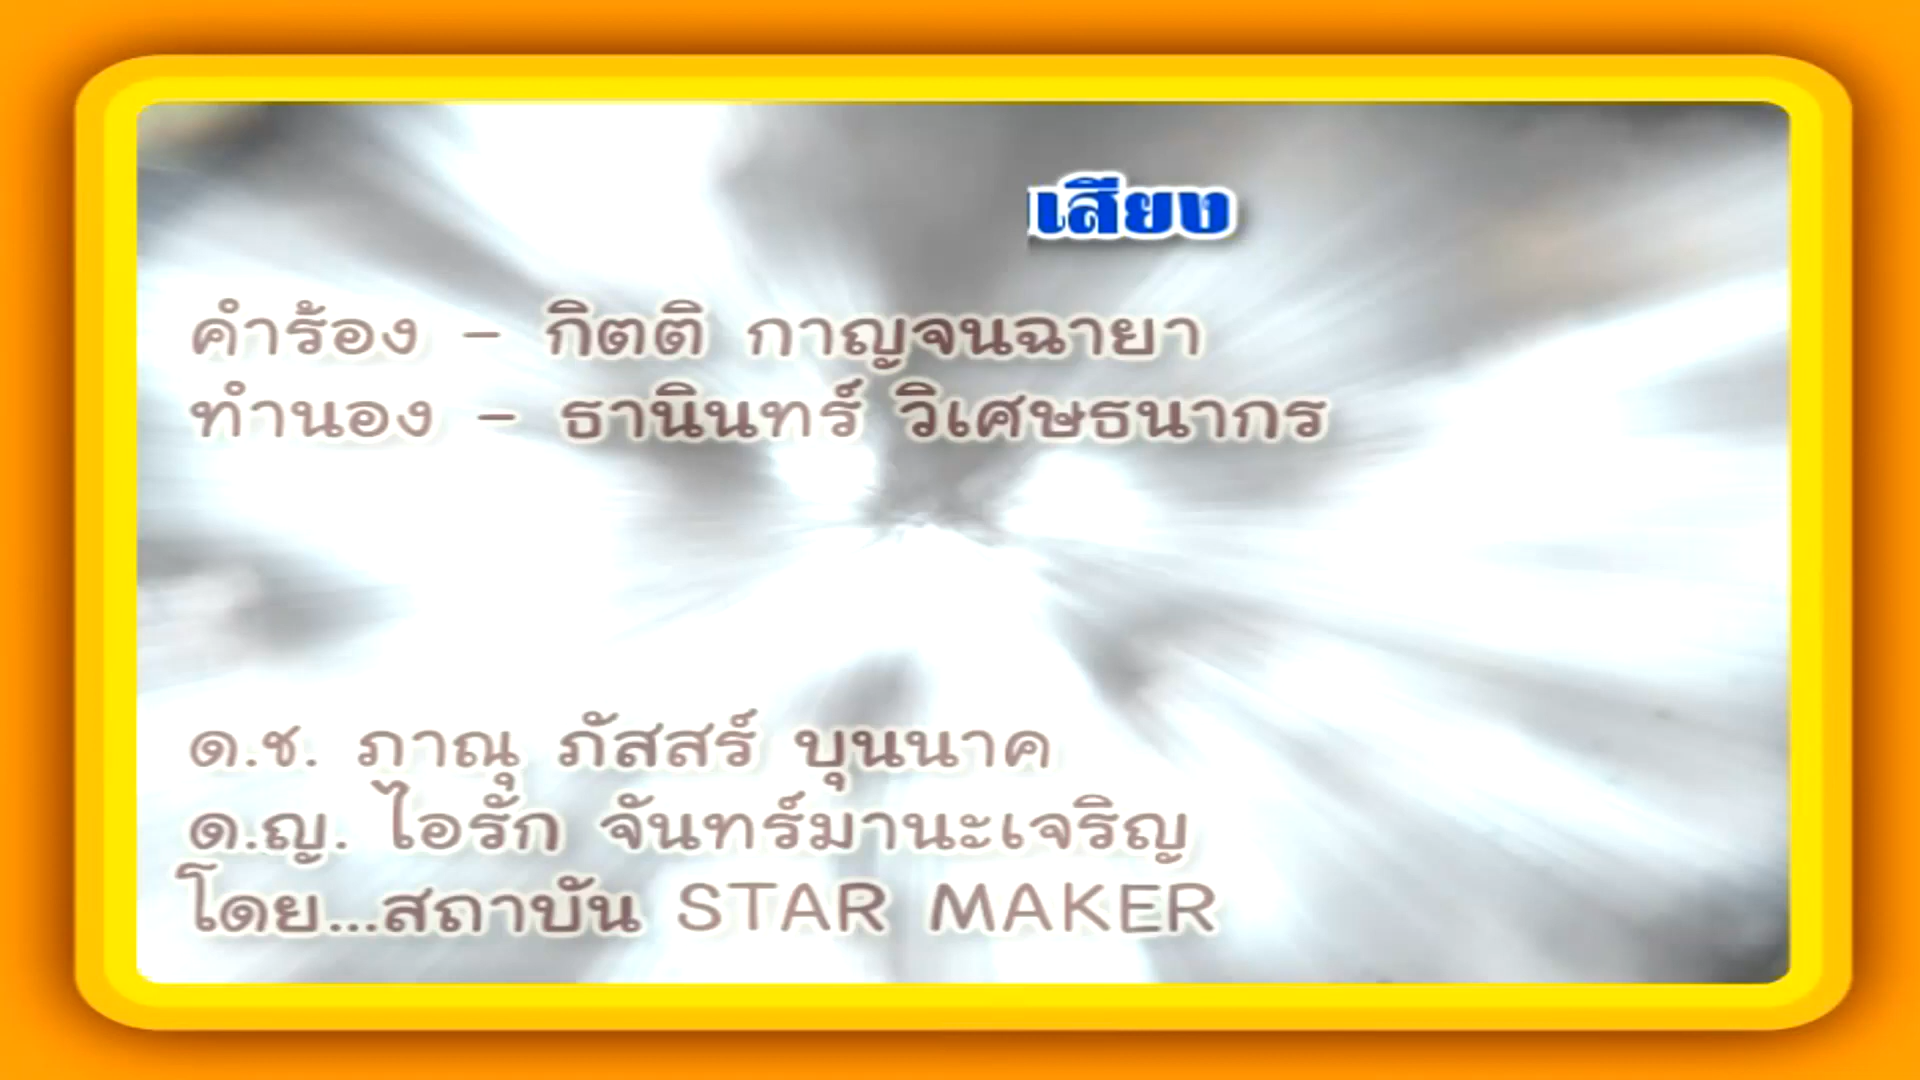 เสียง
คำร้อง - กิตติ กาญจนฉายา
ทำนอง - ธานินทร์ วิเศษธนากร
ด.ช. ภาณุ ภัสสร์ บุนนาค
ด.ญ. ไอรัก จันทร์มานะเจริญ
โดย...สถาบัน STAR MAKER